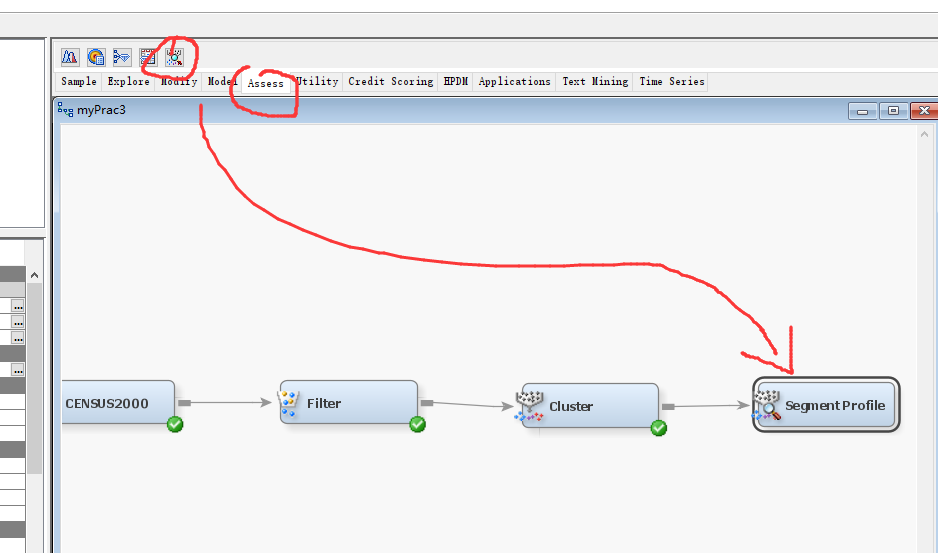 Sample Explore Modify Model Assess Utility Credit Scoring HPDM Applications Text Mining Time Series
myPrac3
CENSUS2000 Filter Cluster Segment Profile